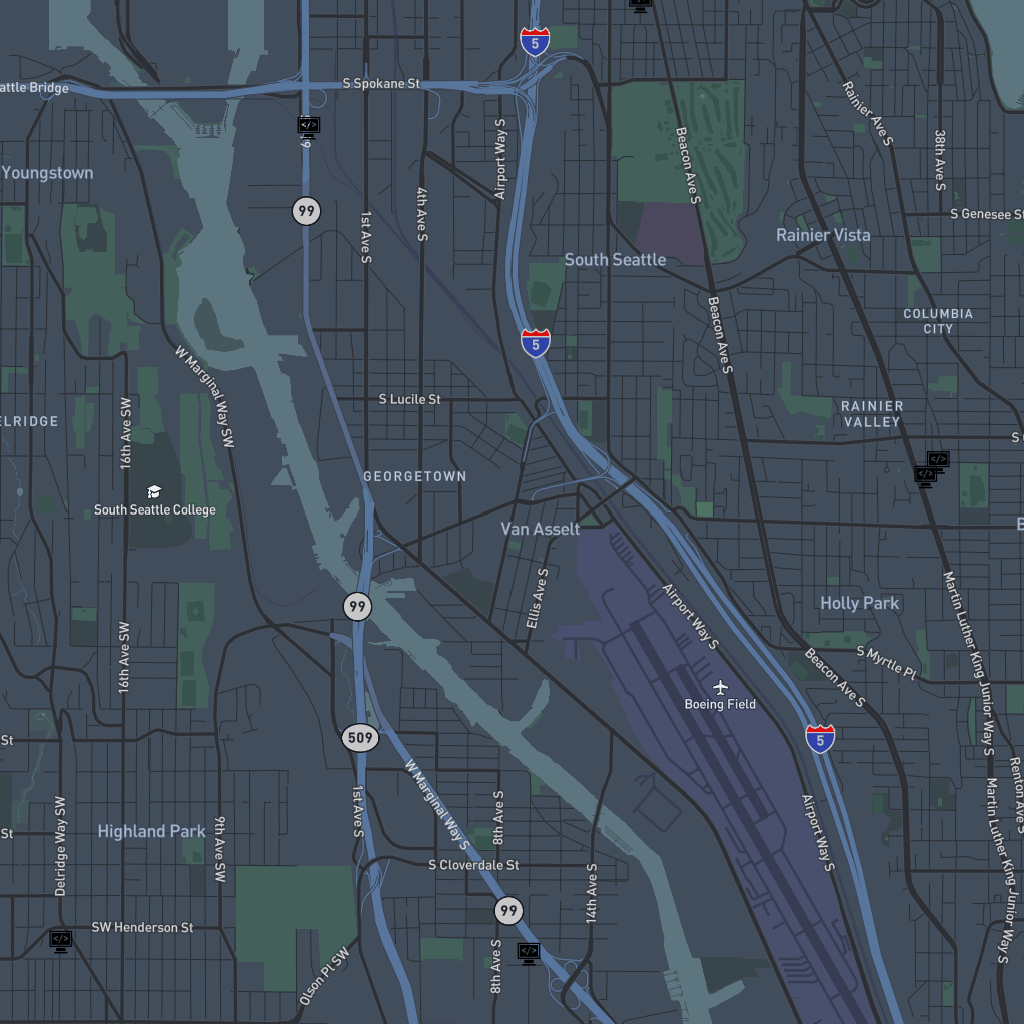 5
S Spokane St
attle Bridge
Rainier Ave S
Airport Way S
Beacon Ave S
38th Ave S
Youngstown
4th Ave S
99
1st Ave S
S Genesee St
Rainier Vista
South Seattle
COLUMBIA
CITY
Beacon Ave S
5
W Marginal Way SW
S Lucile St
RAINIER
VALLEY
ELRIDGE
16th Ave SW
GEORGETOWN
South Seattle College
Van Asselt
Ellis Ave S
Airport Way S
99
Holly Park
Martin Luther King Junior Way S
16th Ave SW
S Myrtle Pl
Beacon Ave S
Boeing Field
509
5
St
W Marginal Way S
1st Ave S
8th Ave S
Airport Way S
Renton Ave S
Martin Luther King Junior Way S
Highland Park
St
Delridge Way SW
9th Ave SW
S Cloverdale St
14th Ave S
99
SW Henderson St
8th Ave S
Olson Pl SW